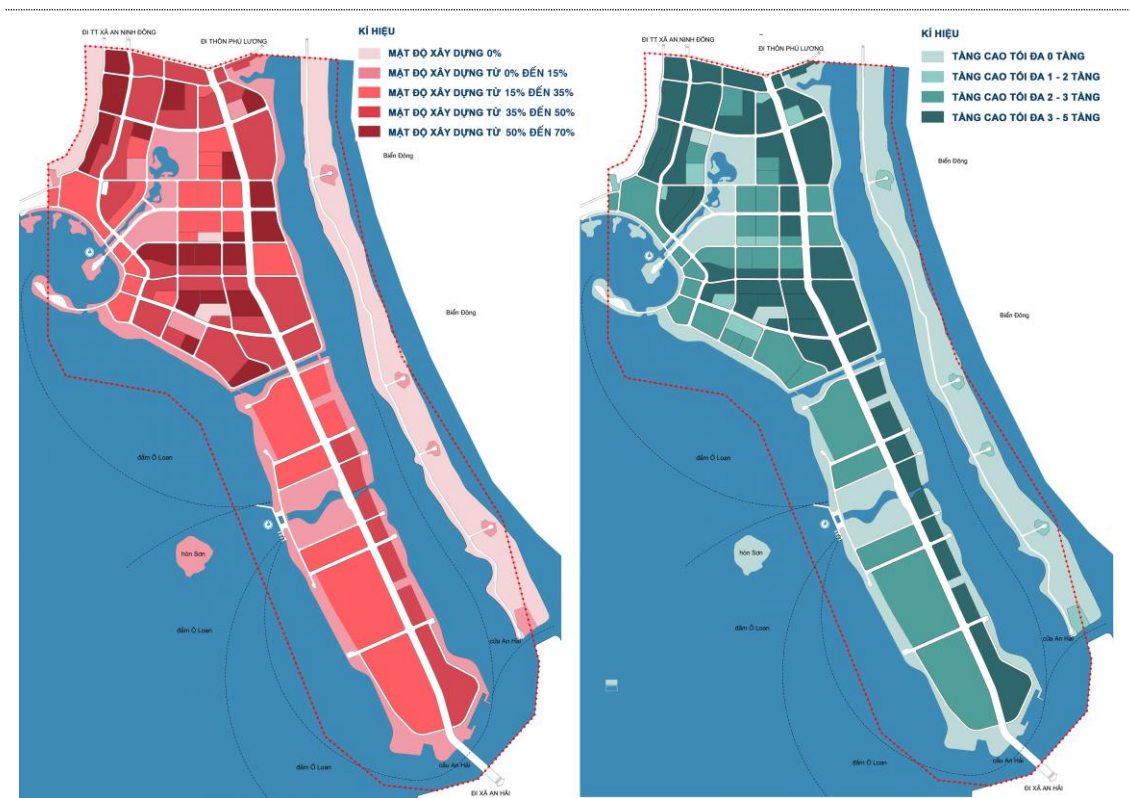 ĐI TT XÃ AN NINH ĐÔNG
ĐI THÔN PHÚ LƯƠNG
KÍ HIỆU
MẬT ĐỘ XÂY DỰNG 0%
MẬT ĐỘ XÂY DỰNG TỪ 0% ĐẾN 15%
MẬT ĐỘ XÂY DỰNG TỪ 15% ĐẾN 35%
MẬT ĐỘ XÂY DỰNG TỪ 35% ĐẾN 50%
MẬT ĐỘ XÂY DỰNG TỪ 50% ĐẾN 70%
Biển Đông
Biển Đông
đầm Ô Loan
hòn Sơn
đầm Ô Loan
cửa An Hải
đầm Ô Loan
cầu An Hải
ĐI XÃ AN HẢI
ĐI TT XÃ AN NINH ĐÔNG
ĐI THÔN PHÚ LƯƠNG
KÍ HIỆU
TẦNG CAO TỐI ĐA 0 TẦNG
TẦNG CAO TỐI ĐA 1 - 2 TẦNG
TẦNG CAO TỐI ĐA 2 - 3 TẦNG
TẦNG CAO TỐI ĐA 3 - 5 TẦNG
Biển Đông
Biển Đông
đầm Ô Loan
hòn Sơn
đầm Ô Loan
cửa An Hải
đầm Ô Loan
cầu An Hải
ĐI XÃ AN HẢI